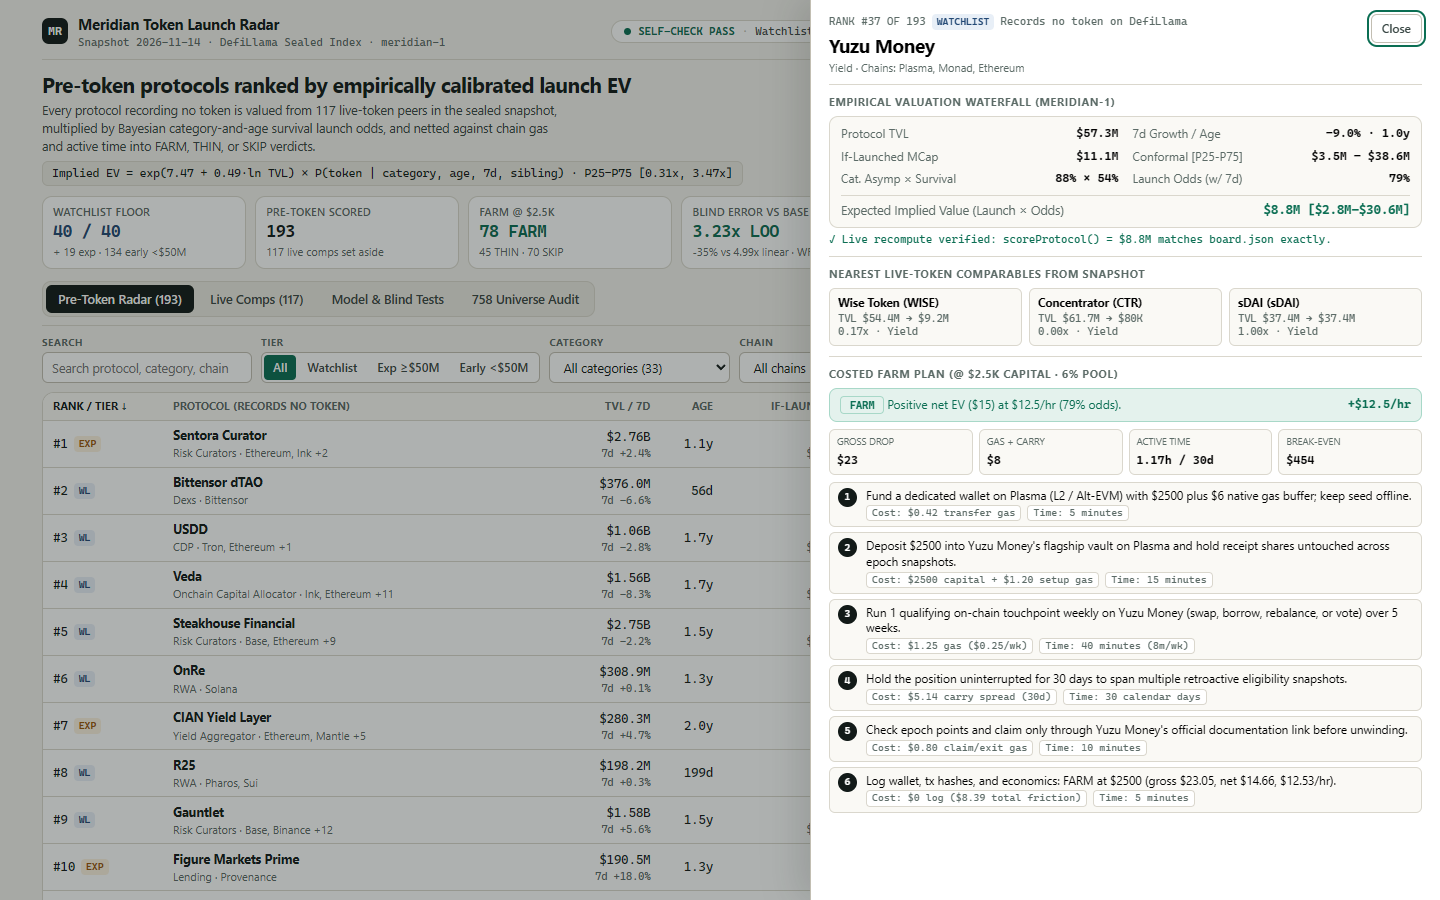 MR
Meridian Token Launch Radar
Snapshot 2026-11-14 · DefiLlama Sealed Index · meridian-1
SELF-CHECK PASS · Watchlist
Pre-token protocols ranked by empirically calibrated launch EV
Every protocol recording no token is valued from 117 live-token peers in the sealed snapshot,
multiplied by Bayesian category-and-age survival launch odds, and netted against chain gas
and active time into FARM, THIN, or SKIP verdicts.
Implied EV = exp(7.47 + 0.49·ln TVL) × P(token | category, age, 7d, sibling) · P25-P75 [0.31x, 3.47x]
WATCHLIST FLOOR
40 / 40
+ 19 exp · 134 early <$50M
PRE-TOKEN SCORED
193
117 live comps set aside
FARM @ $2.5K
78 FARM
45 THIN · 70 SKIP
BLIND ERROR VS BASE
3.23x LOO
-35% vs 4.99x linear
Pre-Token Radar (193)
Live Comps (117)
Model & Blind Tests
758 Universe Audit
SEARCH
TIER
CATEGORY
CHAIN
Search protocol, category, chain
All
Watchlist
Exp ≥$50M
Early <$50M
All categories (33)
All chains
RANK / TIER ↓
PROTOCOL (RECORDS NO TOKEN)
TVL / 7D
AGE
#1 EXP
Sentora Curator
Risk Curators · Ethereum, Ink +2
$2.76B
7d +2.4%
1.1y
#2 WL
Bittensor dTAO
Dexs · Bittensor
$376.0M
7d −6.6%
56d
#3 WL
USDD
CDP · Tron, Ethereum +1
$1.06B
7d −2.8%
1.7y
#4 WL
Veda
Onchain Capital Allocator · Ink, Ethereum +11
$1.56B
7d −8.3%
1.7y
#5 WL
Steakhouse Financial
Risk Curators · Base, Ethereum +9
$2.75B
7d −2.2%
1.5y
#6 WL
OnRe
RWA · Solana
$308.9M
7d +0.1%
1.3y
#7 EXP
CIAN Yield Layer
Yield Aggregator · Ethereum, Mantle +5
$280.3M
7d +4.7%
2.0y
#8 WL
R25
RWA · Pharos, Sui
$198.2M
7d +0.3%
199d
#9 WL
Gauntlet
Risk Curators · Base, Binance +12
$1.58B
7d +5.6%
1.5y
#10 EXP
Figure Markets Prime
Lending · Provenance
$190.5M
7d +18.0%
1.3y
RANK #37 OF 193 WATCHLIST Records no token on DefiLlama
Close
Yuzu Money
Yield · Chains: Plasma, Monad, Ethereum
EMPIRICAL VALUATION WATERFALL (MERIDIAN-1)
Protocol TVL $57.3M 7d Growth / Age −9.0% · 1.0y
If-Launched MCap $11.1M Conformal [P25-P75] $3.5M – $38.6M
Cat. Asymp × Survival 88% × 54% Launch Odds (w/ 7d) 79%
Expected Implied Value (Launch × Odds) $8.8M [$2.8M–$30.6M]
✓ Live recompute verified: scoreProtocol() = $8.8M matches board.json exactly.
NEAREST LIVE-TOKEN COMPARABLES FROM SNAPSHOT
Wise Token (WISE)
TVL $54.4M → $9.2M
0.17x · Yield
Concentrator (CTR)
TVL $61.7M → $80K
0.00x · Yield
sDAI (sDAI)
TVL $37.4M → $37.4M
1.00x · Yield
COSTED FARM PLAN (@ $2.5K CAPITAL · 6% POOL)
FARM Positive net EV ($15) at $12.5/hr (79% odds). +$12.5/hr
GROSS DROP
$23
GAS + CARRY
$8
ACTIVE TIME
1.17h / 30d
BREAK-EVEN
$454
1 Fund a dedicated wallet on Plasma (L2 / Alt-EVM) with $2500 plus $6 native gas buffer; keep seed offline.
Cost: $0.42 transfer gas Time: 5 minutes
2 Deposit $2500 into Yuzu Money's flagship vault on Plasma and hold receipt shares untouched across
epoch snapshots.
Cost: $2500 capital + $1.20 setup gas Time: 15 minutes
3 Run 1 qualifying on-chain touchpoint weekly on Yuzu Money (swap, borrow, rebalance, or vote) over 5
weeks.
Cost: $1.25 gas ($0.25/wk) Time: 40 minutes (8m/wk)
4 Hold the position uninterrupted for 30 days to span multiple retroactive eligibility snapshots.
Cost: $5.14 carry spread (30d) Time: 30 calendar days
5 Check epoch points and claim only through Yuzu Money's official documentation link before unwinding.
Cost: $0.80 claim/exit gas Time: 10 minutes
6 Log wallet, tx hashes, and economics: FARM at $2500 (gross $23.05, net $14.66, $12.53/hr).
Cost: $0 log ($8.39 total friction) Time: 5 minutes